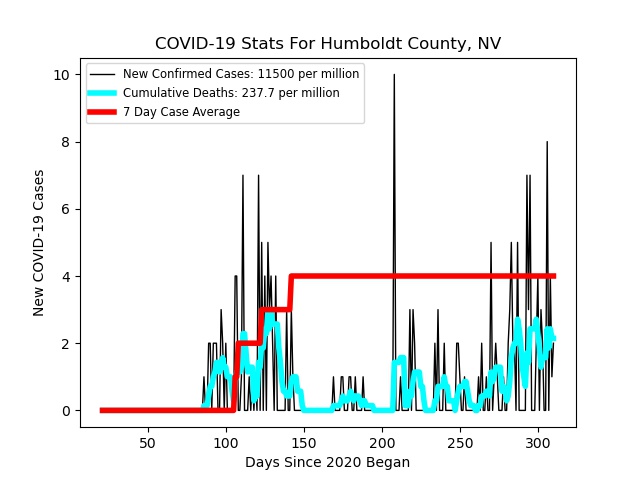 COVID-19 Stats For Humboldt County, NV
New Confirmed Cases: 11500 per million
Cumulative Deaths: 237.7 per million
7 Day Case Average
New COVID-19 Cases
10
8
6
4
2
0
50 100 150 200 250 300
Days Since 2020 Began